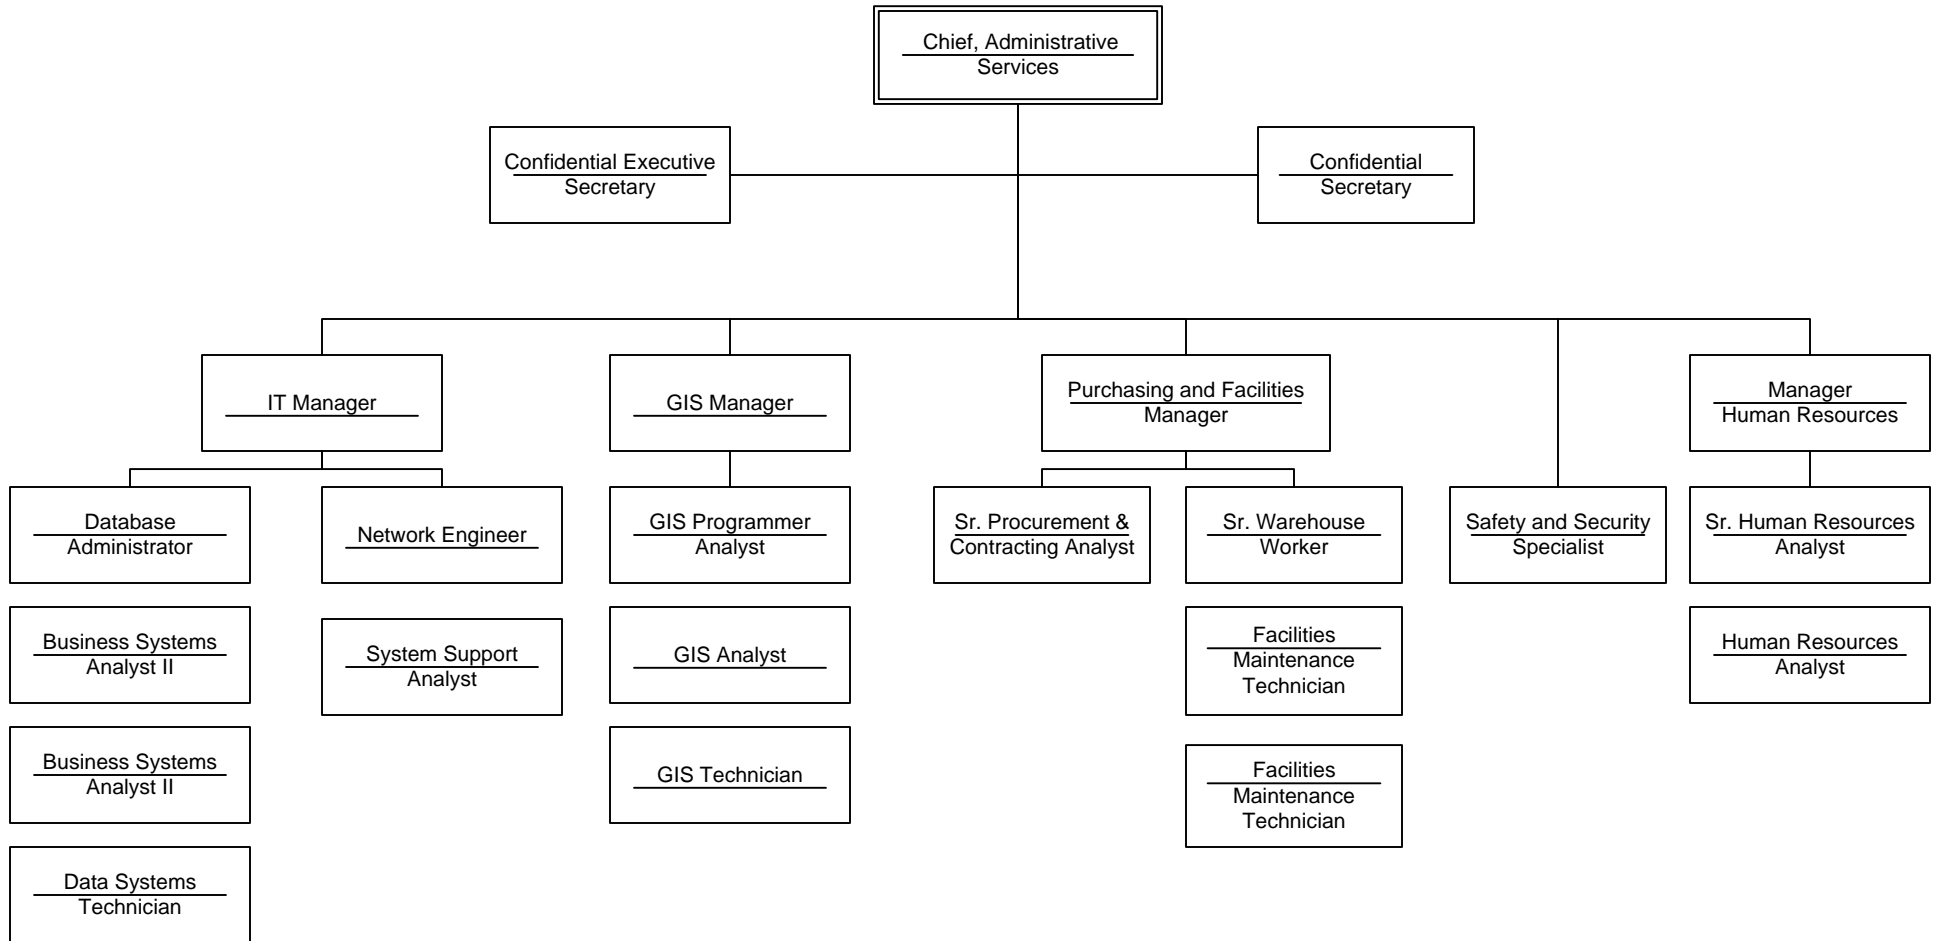 Chief, Administrative
Services
Confidential Executive
Secretary
Confidential
Secretary
IT Manager
GIS Manager
Purchasing and Facilities
Manager
Manager
Human Resources
Database
Administrator
Network Engineer
GIS Programmer
Analyst
Sr. Procurement &
Contracting Analyst
Sr. Warehouse
Worker
Safety and Security
Specialist
Sr. Human Resources
Analyst
Business Systems
Analyst II
System Support
Analyst
GIS Analyst
Facilities
Maintenance
Technician
Human Resources
Analyst
Business Systems
Analyst II
GIS Technician
Facilities
Maintenance
Technician
Data Systems
Technician